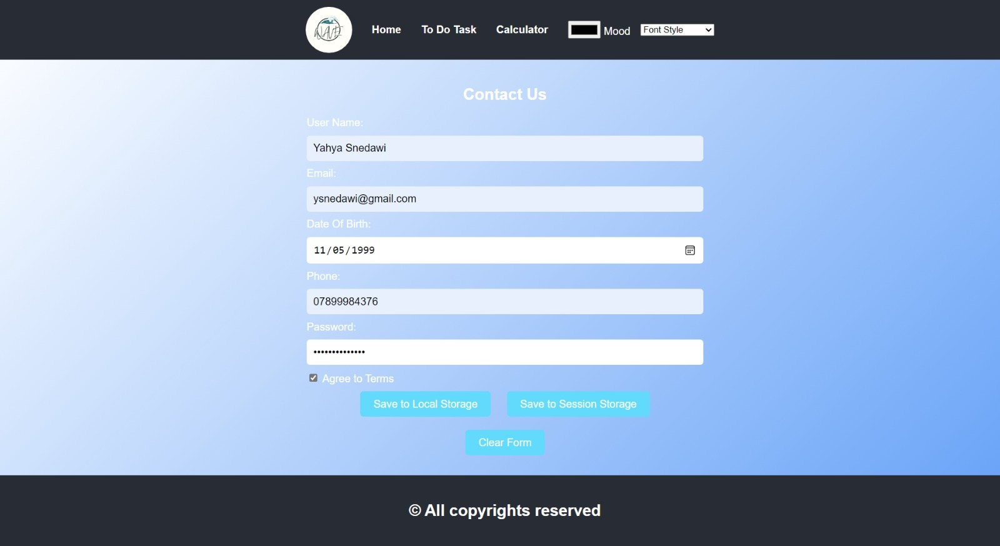 WAVE
Home To Do Task Calculator Mood Font Style
Contact Us
User Name:
Yahya Snedawi
Email:
ysnedawi@gmail.com
Date Of Birth:
11/05/1999
Phone:
07899984376
Password:
••••••••••••••
Agree to Terms
Save to Local Storage Save to Session Storage
Clear Form
© All copyrights reserved